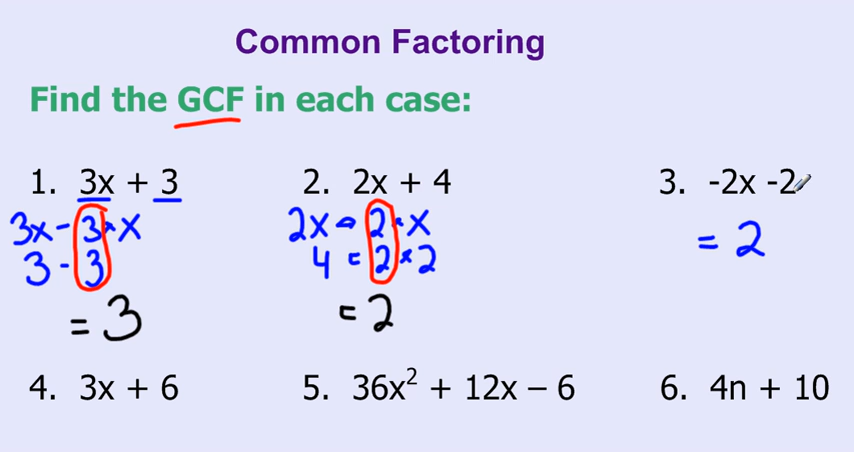 Common Factoring
Find the GCF in each case:
1. 3x + 3
2. 2x + 4
3. -2x -2
3x - 3 * x
3 - 3
= 3
2x = 2 * x
4 = 2 * 2
= 2
= 2
4. 3x + 6
5. 36x² + 12x – 6
6. 4n + 10